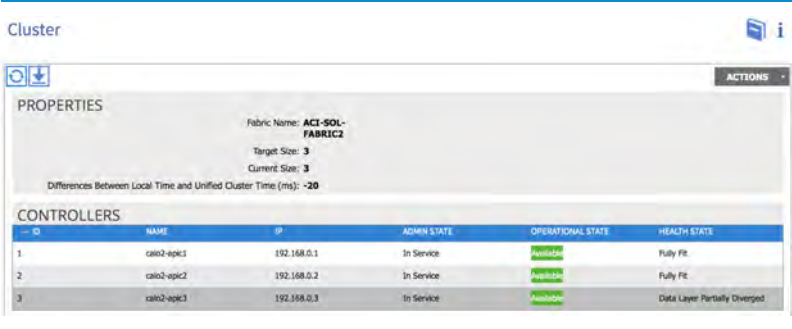 Cluster
i
ACTIONS
PROPERTIES
Fabric Name: ACI-SOL-
FABRIC2
Target Size: 3
Current Size: 3
Differences Between Local Time and Unified Cluster Time (ms): -20
CONTROLLERS
ID NAME IP ADMIN STATE OPERATIONAL STATE HEALTH STATE
1 calo2-apic1 192.168.0.1 In Service Available Fully Fit
2 calo2-apic2 192.168.0.2 In Service Available Fully Fit
3 calo2-apic3 192.168.0.3 In Service Available Data Layer Partially Diverged